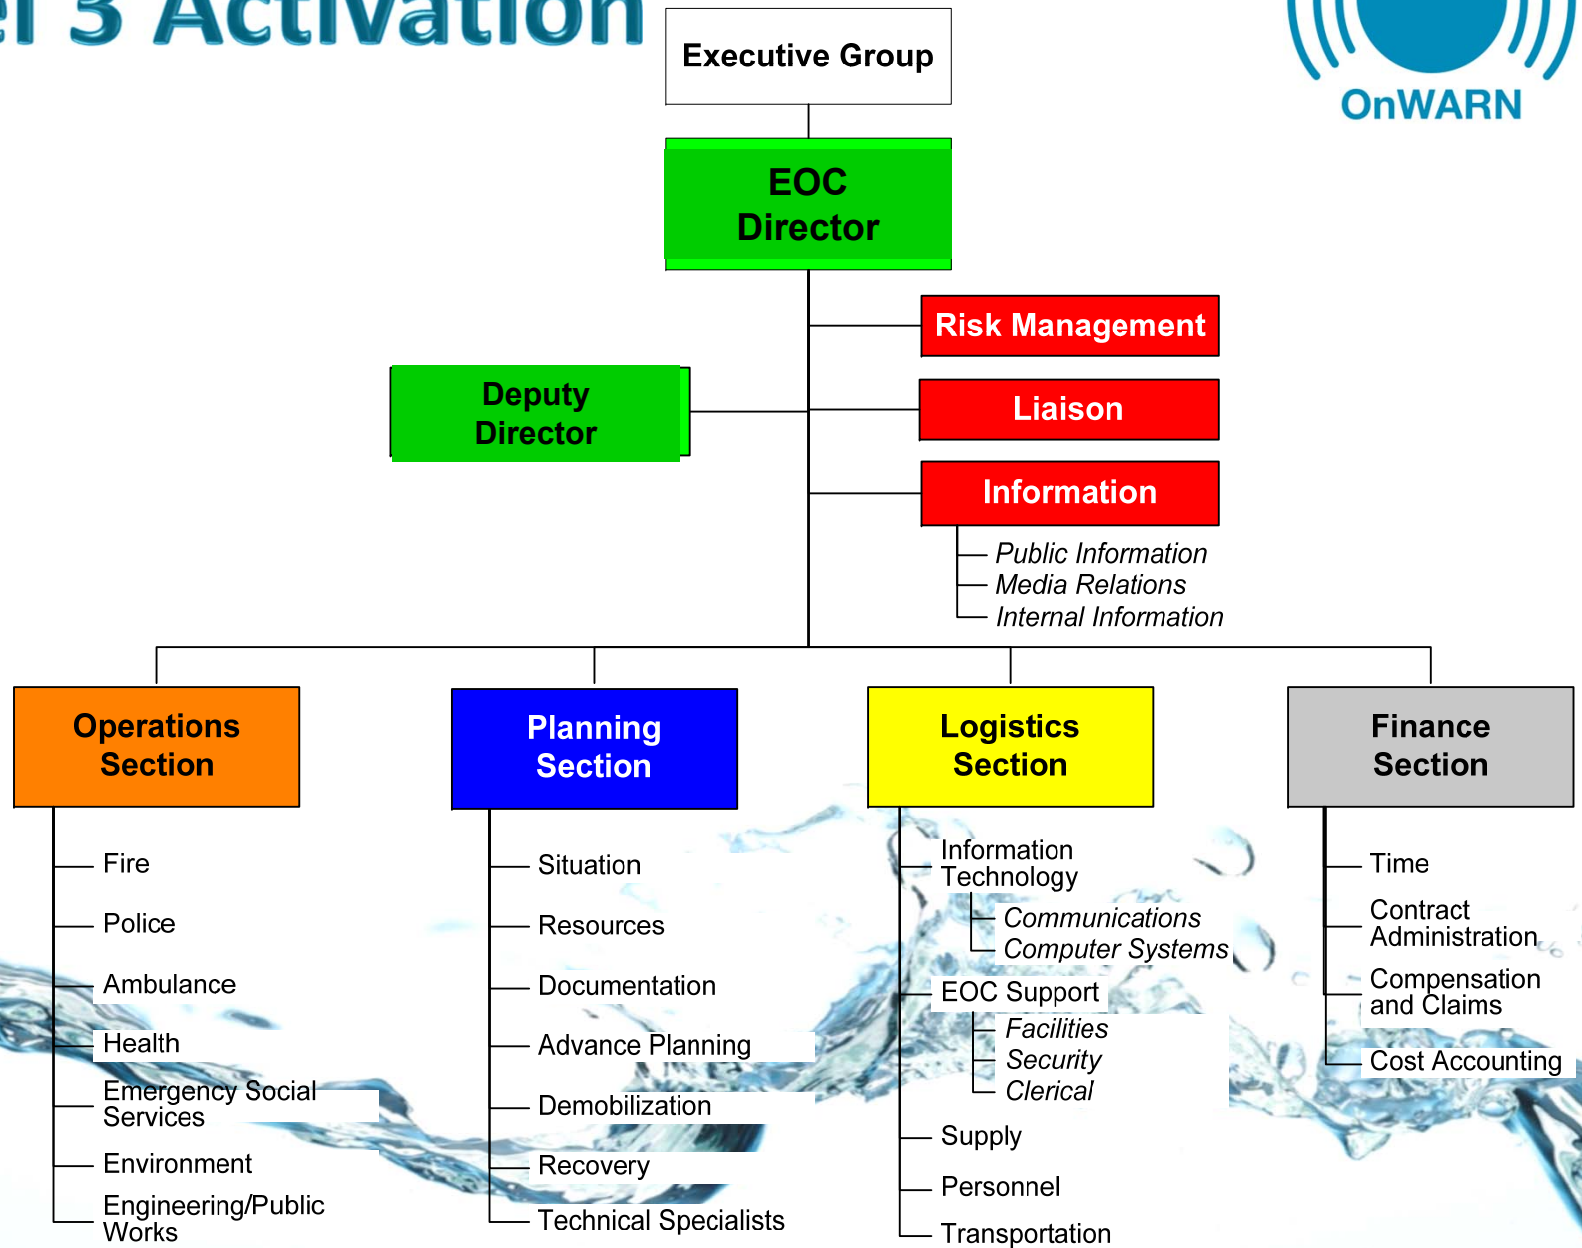 3 Activation
Executive Group
OnWARN
EOC
Director
Risk Management
Deputy
Director
Liaison
Information
Public Information
Media Relations
Internal Information
Operations
Section
Planning
Section
Logistics
Section
Finance
Section
Fire
Police
Ambulance
Health
Emergency Social
Services
Environment
Engineering/Public
Works
Situation
Resources
Documentation
Advance Planning
Demobilization
Recovery
Technical Specialists
Information
Technology
Communications
Computer Systems
EOC Support
Facilities
Security
Clerical
Supply
Personnel
Transportation
Time
Contract
Administration
Compensation
and Claims
Cost Accounting